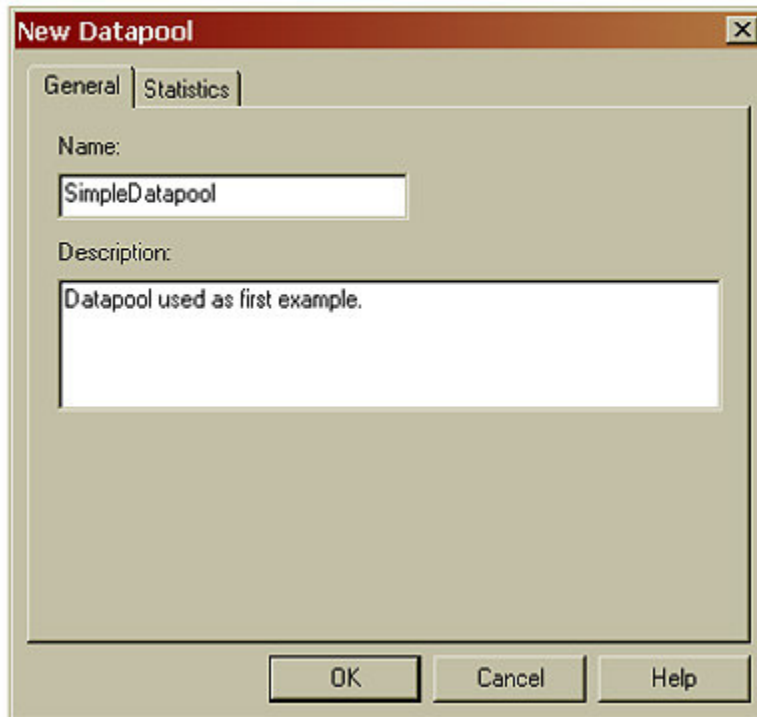 New Datapool
General Statistics
Name:
SimpleDatapool
Description:
Datapool used as first example.
OK Cancel Help